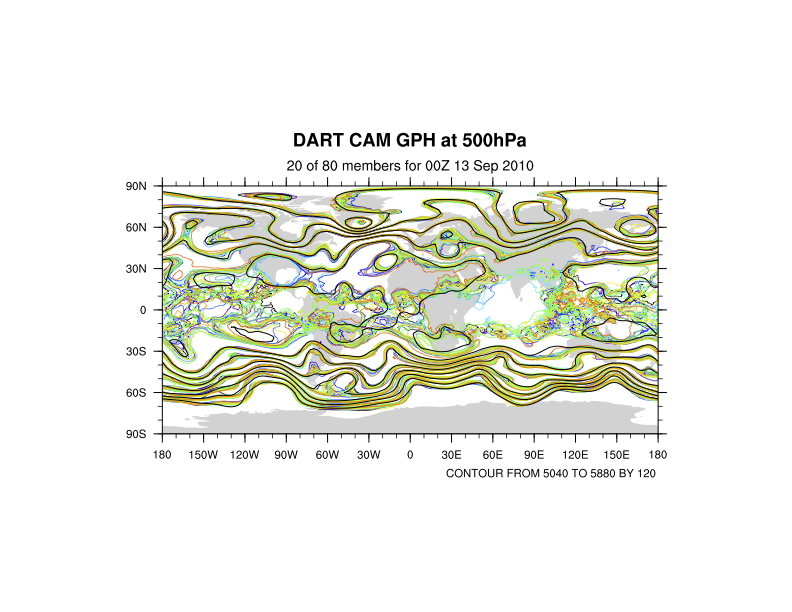 DART CAM GPH at 500hPa
20 of 80 members for 00Z 13 Sep 2010
90N
60N
30N
0
30S
60S
90S
180 150W 120W 90W 60W 30W 0 30E 60E 90E 120E 150E 180
CONTOUR FROM 5040 TO 5880 BY 120